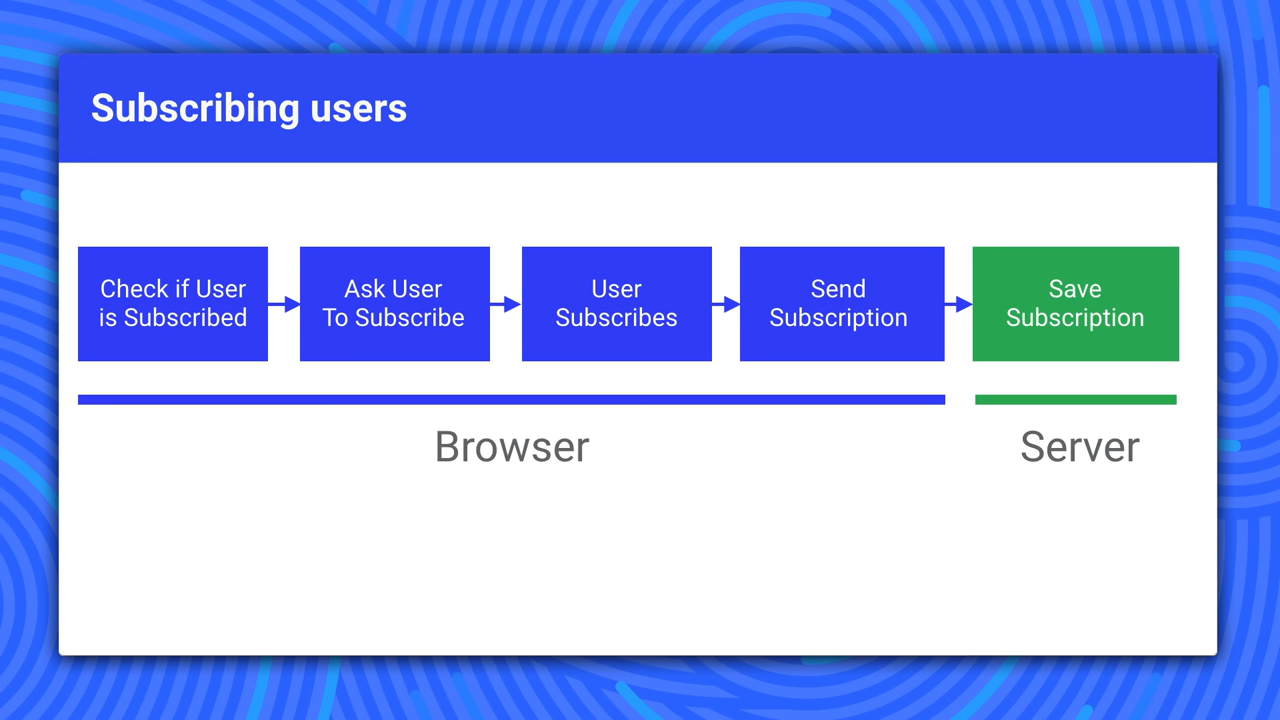 Subscribing users
Check if User
is Subscribed
Ask User
To Subscribe
User
Subscribes
Send
Subscription
Save
Subscription
Browser
Server